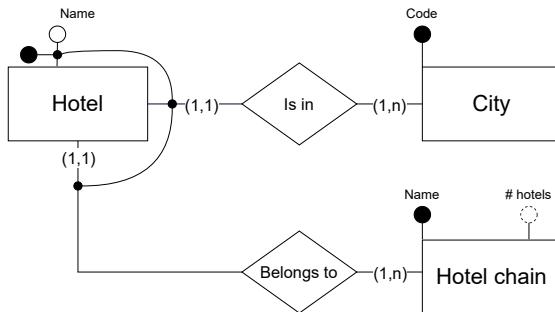 Name
Code
Hotel
(1,1)
Is in
(1,n)
City
(1,1)
Name
# hotels
Belongs to
(1,n)
Hotel chain